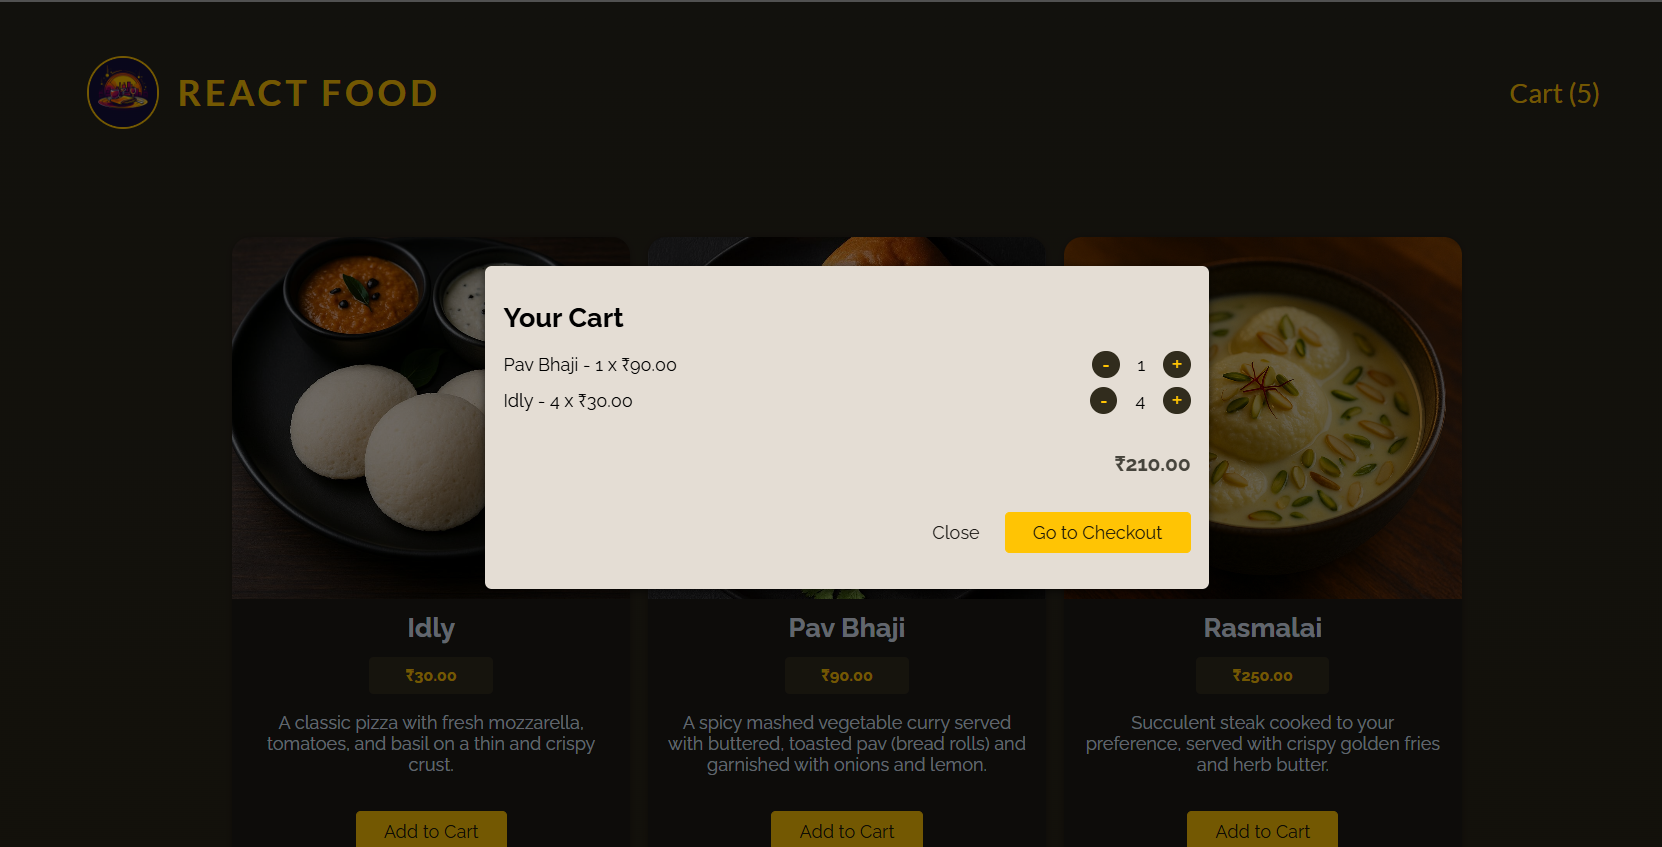 REACT FOOD
Cart (5)
Your Cart
Pav Bhaji - 1 x ₹90.00
- 1 +
Idly - 4 x ₹30.00
- 4 +
₹210.00
Close
Go to Checkout
Idly
₹30.00
A classic pizza with fresh mozzarella,
tomatoes, and basil on a thin and crispy
crust.
Add to Cart
Pav Bhaji
₹90.00
A spicy mashed vegetable curry served
with buttered, toasted pav (bread rolls) and
garnished with onions and lemon.
Add to Cart
Rasmalai
₹250.00
Succulent steak cooked to your
preference, served with crispy golden fries
and herb butter.
Add to Cart